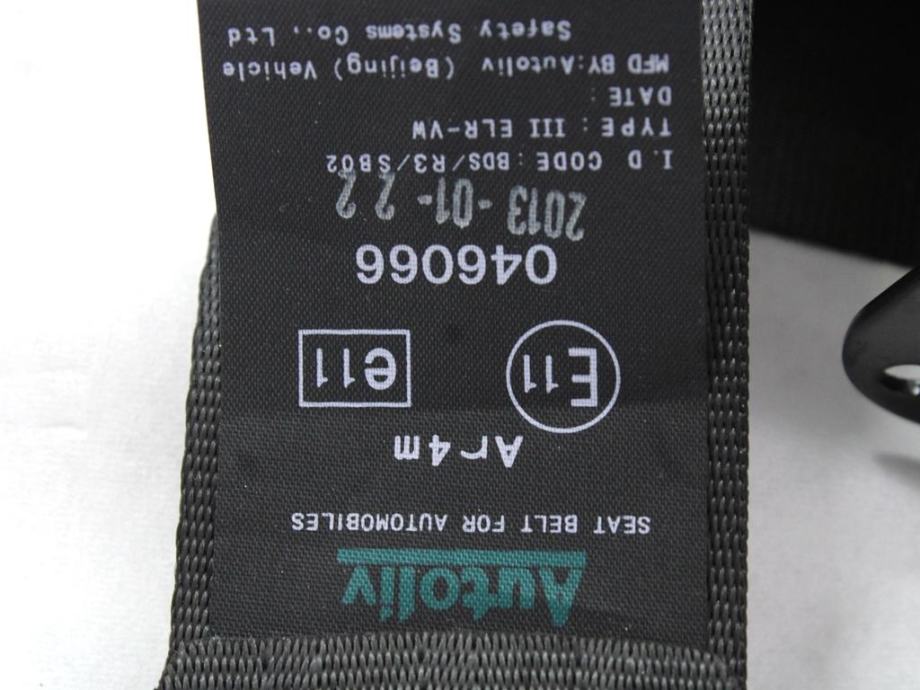 Autoliv
SEAT BELT FOR AUTOMOBILES
Ar4m
E11 e11
046066
2013-01-22
I.D CODE: BDS/R3/SB02
TYPE: III ELR-VW
DATE:
MFD BY:Autoliv (Beijing) Vehicle
Safety Systems Co., Ltd